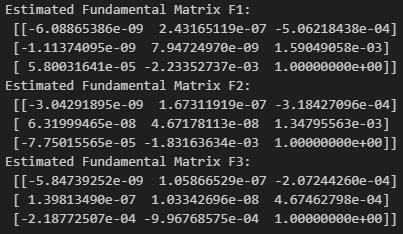 Estimated Fundamental Matrix F1:
[[-6.08865386e-09 2.43165119e-07 -5.06218438e-04]
[-1.11374095e-09 7.94724970e-09 1.59049058e-03]
[ 5.80031641e-05 -2.23352737e-03 1.00000000e+00]]
Estimated Fundamental Matrix F2:
[[-3.04291895e-09 1.67311919e-07 -3.18427096e-04]
[ 6.31999465e-08 4.67178113e-08 1.34795563e-03]
[-7.75015565e-05 -1.83163634e-03 1.00000000e+00]]
Estimated Fundamental Matrix F3:
[[-5.84739252e-09 1.05866529e-07 -2.07244260e-04]
[ 1.39813490e-07 1.03342696e-08 4.67462798e-04]
[-2.18772507e-04 -9.96768575e-04 1.00000000e+00]]